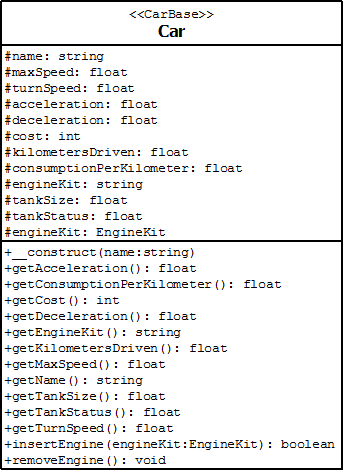 <<CarBase>>
Car
#name: string
#maxSpeed: float
#turnSpeed: float
#acceleration: float
#deceleration: float
#cost: int
#kilometersDriven: float
#consumptionPerKilometer: float
#engineKit: string
#tankSize: float
#tankStatus: float
#engineKit: EngineKit
+__construct(name:string)
+getAcceleration(): float
+getConsumptionPerKilometer(): float
+getCost(): int
+getDeceleration(): float
+getEngineKit(): string
+getKilometersDriven(): float
+getMaxSpeed(): float
+getName(): string
+getTankSize(): float
+getTankStatus(): float
+getTurnSpeed(): float
+insertEngine(engineKit:EngineKit): boolean
+removeEngine(): void